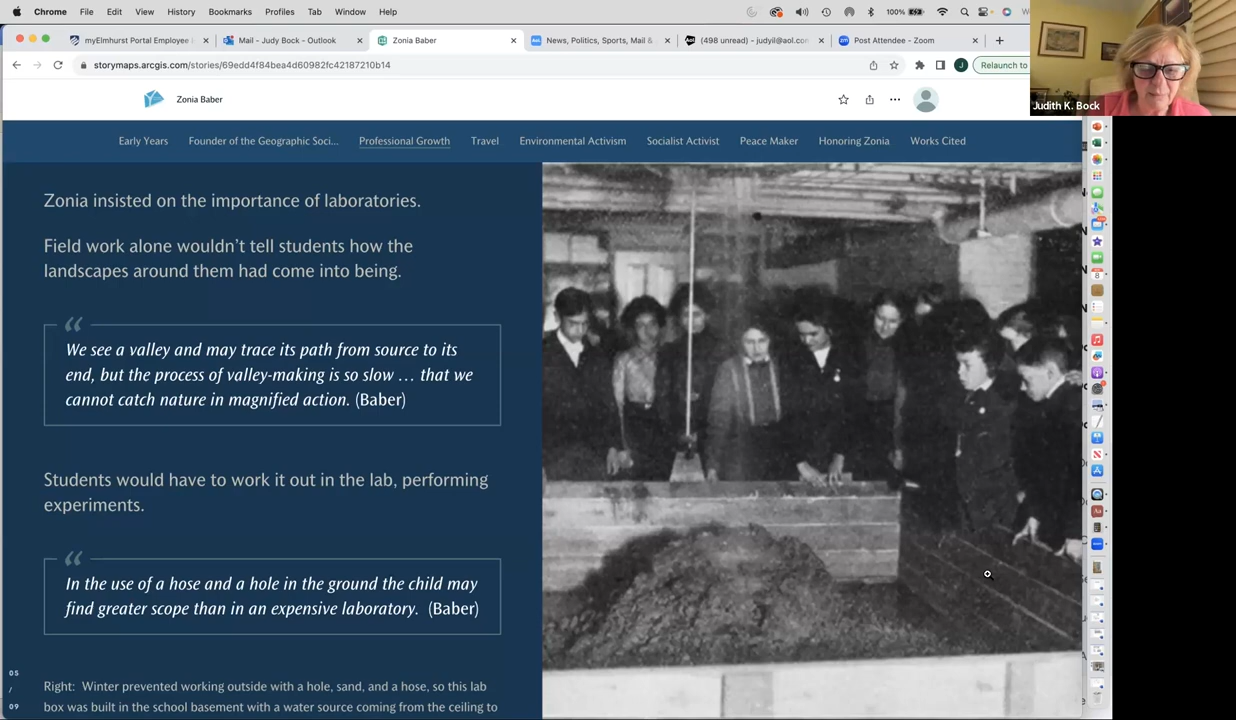 Chrome File Edit View History Bookmarks Profiles Tab Window Help
100%
myElmhurst Portal Employee
Mail - Judy Bock - Outlook
Zonia Baber
News, Politics, Sports, Mail &
(498 unread) - judyil@aol.com
Post Attendee - Zoom
storymaps.arcgis.com/stories/69edd4f84bea4d60982fc42187210b14
J
Relaunch to
Judith K. Bock
Zonia Baber
Early Years
Founder of the Geographic Soci...
Professional Growth
Travel
Environmental Activism
Socialist Activist
Peace Maker
Honoring Zonia
Works Cited
Zonia insisted on the importance of laboratories.
Field work alone wouldn't tell students how the
landscapes around them had come into being.
“
We see a valley and may trace its path from source to its
end, but the process of valley-making is so slow … that we
cannot catch nature in magnified action. (Baber)
Students would have to work it out in the lab, performing
experiments.
“
In the use of a hose and a hole in the ground the child may
find greater scope than in an expensive laboratory. (Baber)
05
/
09
Right: Winter prevented working outside with a hole, sand, and a hose, so this lab
box was built in the school basement with a water source coming from the ceiling to